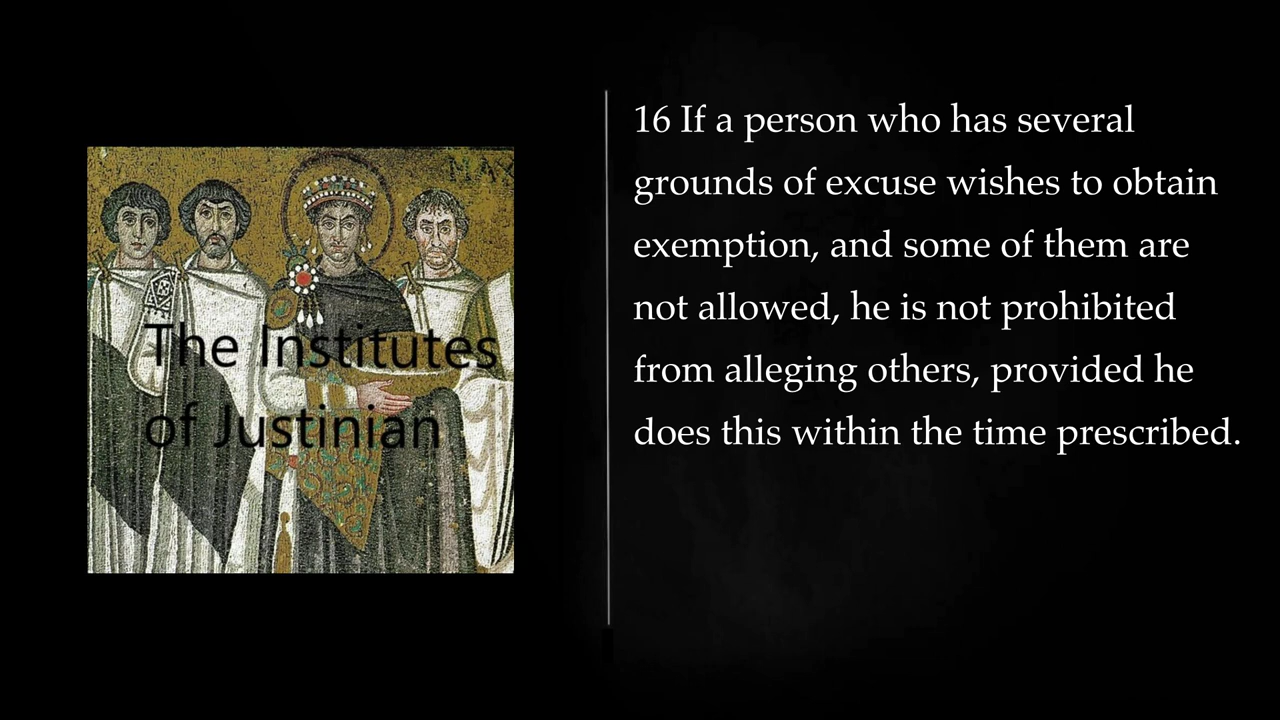 The Institutes
of Justinian
16 If a person who has several
grounds of excuse wishes to obtain
exemption, and some of them are
not allowed, he is not prohibited
from alleging others, provided he
does this within the time prescribed.